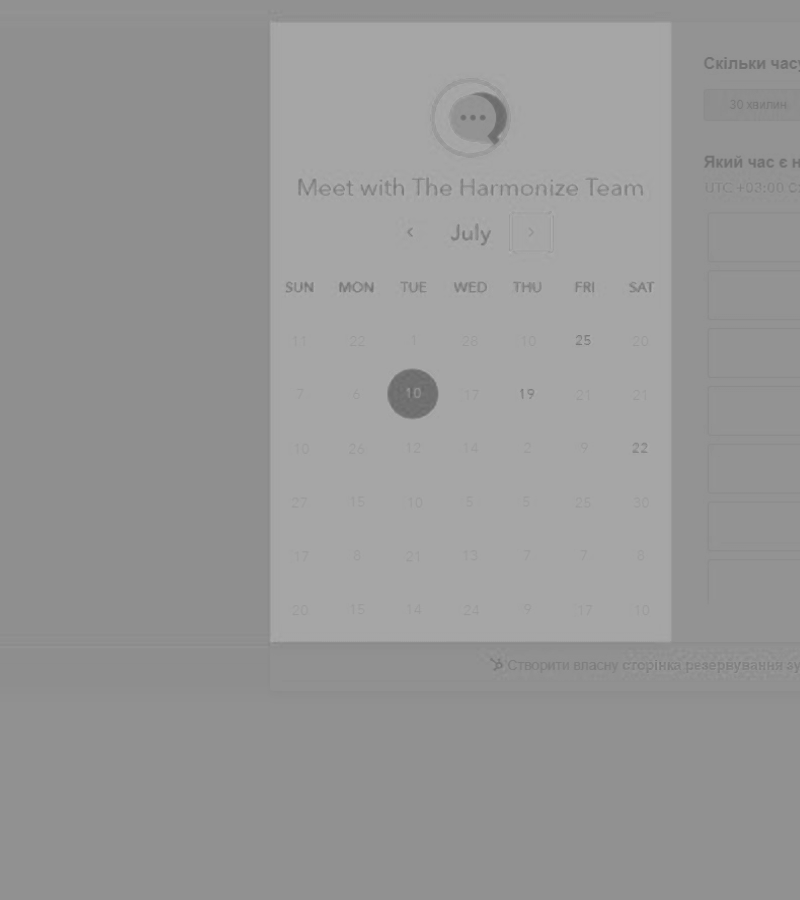 Meet with The Harmonize Team
‹ July ›
SUN MON TUE WED THU FRI SAT
11 22 1 28 10 25 20
7 6 10 17 19 21 21
10 26 12 14 2 9 22
27 15 10 5 5 25 30
17 8 21 13 7 7 8
20 15 14 24 9 17 10
Скільки часу
30 хвилин
Який час є н
UTC +03:00
Створити власну сторінка резервування зу